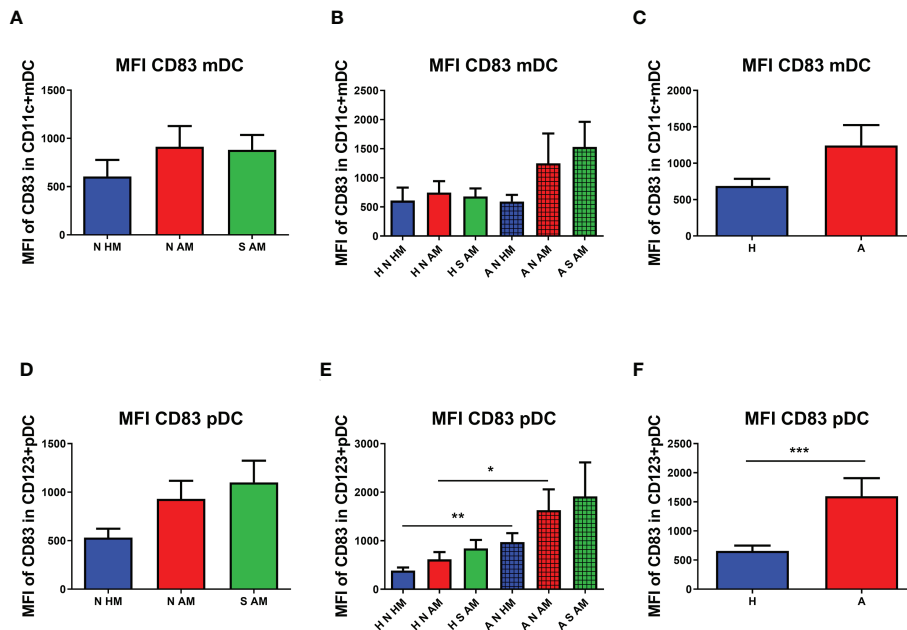 A
B
C
MFI CD83 mDC
MFI CD83 mDC
MFI CD83 mDC
MFI of CD83 in CD11c+mDC
1500
1000
500
0
N HM
N AM
S AM
MFI of CD83 in CD11c+mDC
2500
2000
1500
1000
500
0
H N HM
H N AM
H S AM
A N HM
A N AM
A S AM
MFI of CD83 in CD11c+mDC
2000
1500
1000
500
0
H
A
D
E
F
MFI CD83 pDC
MFI CD83 pDC
MFI CD83 pDC
MFI of CD83 in CD123+pDC
1500
1000
500
0
N HM
N AM
S AM
MFI of CD83 in CD123+pDC
3000
2000
1000
0
*
**
H N HM
H N AM
H S AM
A N HM
A N AM
A S AM
MFI of CD83 in CD123+pDC
2500
2000
1500
1000
500
0
***
H
A